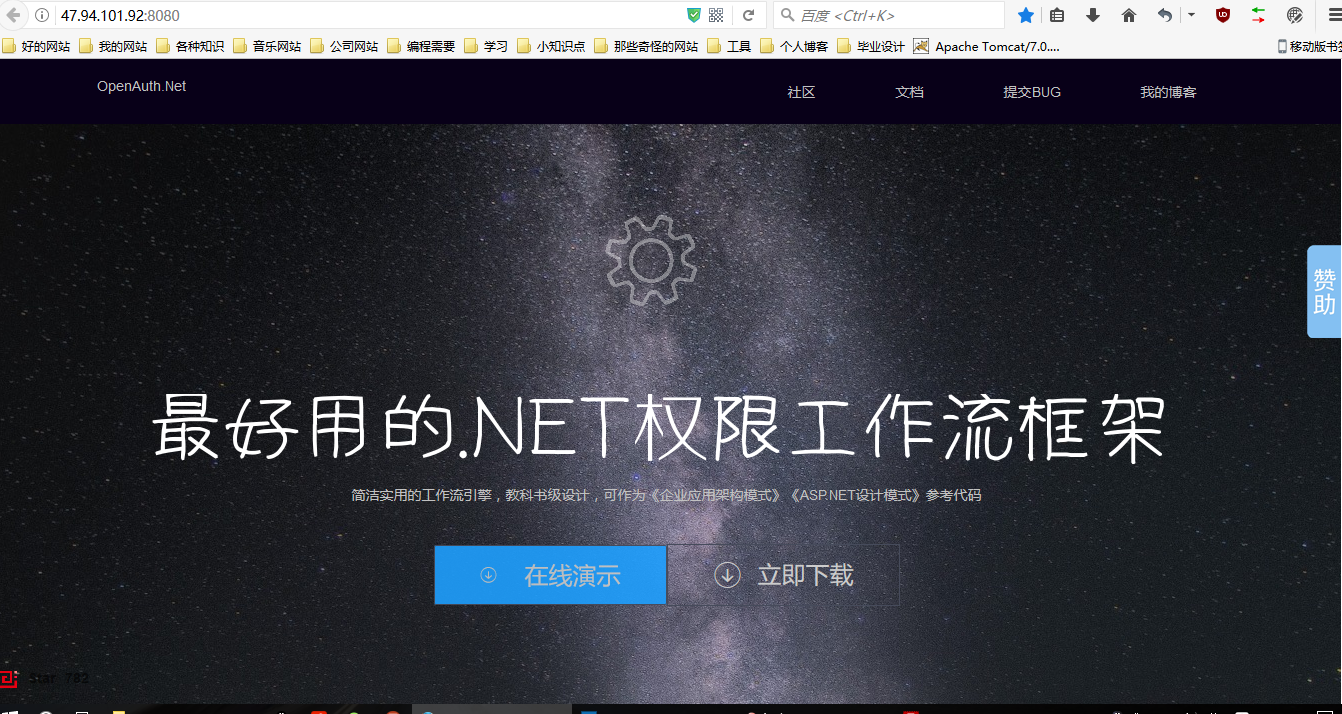 47.94.101.92:8080
百度 <Ctrl+K>
好的网站 我的网站 各种知识 音乐网站 公司网站 编程需要 学习 小知识点 那些奇怪的网站 工具 个人博客 毕业设计 Apache Tomcat/7.0.... 移动版书签
OpenAuth.Net
社区 文档 提交BUG 我的博客
赞助
最好用的.NET权限工作流框架
简洁实用的工作流引擎，教科书级设计，可作为《企业应用架构模式》《ASP.NET设计模式》参考代码
在线演示 立即下载
Star 782